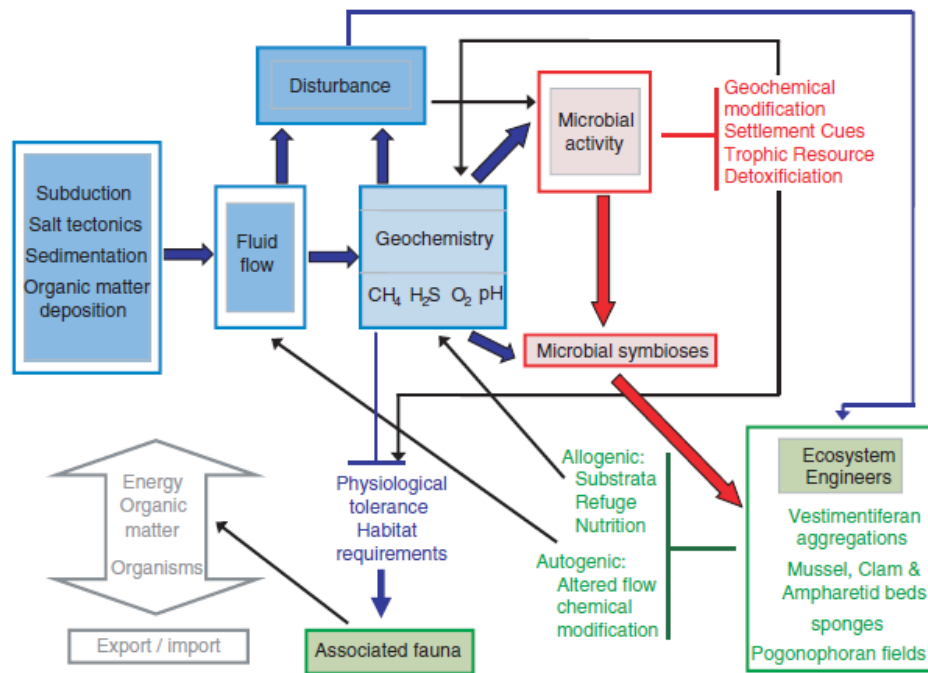 Disturbance
Subduction
Salt tectonics
Sedimentation
Organic matter
deposition
Fluid
flow
Geochemistry
CH₄ H₂S O₂ pH
Microbial
activity
Geochemical
modification
Settlement Cues
Trophic Resource
Detoxificiation
Microbial symbioses
Energy
Organic
matter
Organisms
Export / import
Physiological
tolerance
Habitat
requirements
Associated fauna
Allogenic:
Substrata
Refuge
Nutrition
Autogenic:
Altered flow
chemical
modification
Ecosystem
Engineers
Vestimentiferan
aggregations
Mussel, Clam &
Ampharetid beds
sponges
Pogonophoran fields